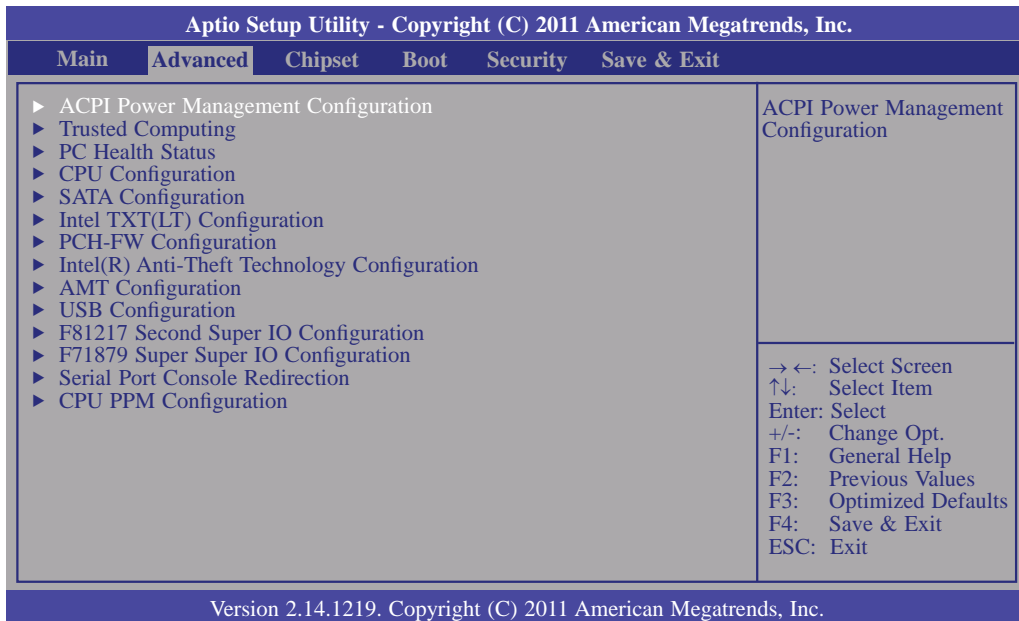 Aptio Setup Utility - Copyright (C) 2011 American Megatrends, Inc.
Main Advanced Chipset Boot Security Save & Exit
▶ ACPI Power Management Configuration
▶ Trusted Computing
▶ PC Health Status
▶ CPU Configuration
▶ SATA Configuration
▶ Intel TXT(LT) Configuration
▶ PCH-FW Configuration
▶ Intel(R) Anti-Theft Technology Configuration
▶ AMT Configuration
▶ USB Configuration
▶ F81217 Second Super IO Configuration
▶ F71879 Super Super IO Configuration
▶ Serial Port Console Redirection
▶ CPU PPM Configuration
ACPI Power Management
Configuration
→ ←: Select Screen
↑↓: Select Item
Enter: Select
+/-: Change Opt.
F1: General Help
F2: Previous Values
F3: Optimized Defaults
F4: Save & Exit
ESC: Exit
Version 2.14.1219. Copyright (C) 2011 American Megatrends, Inc.